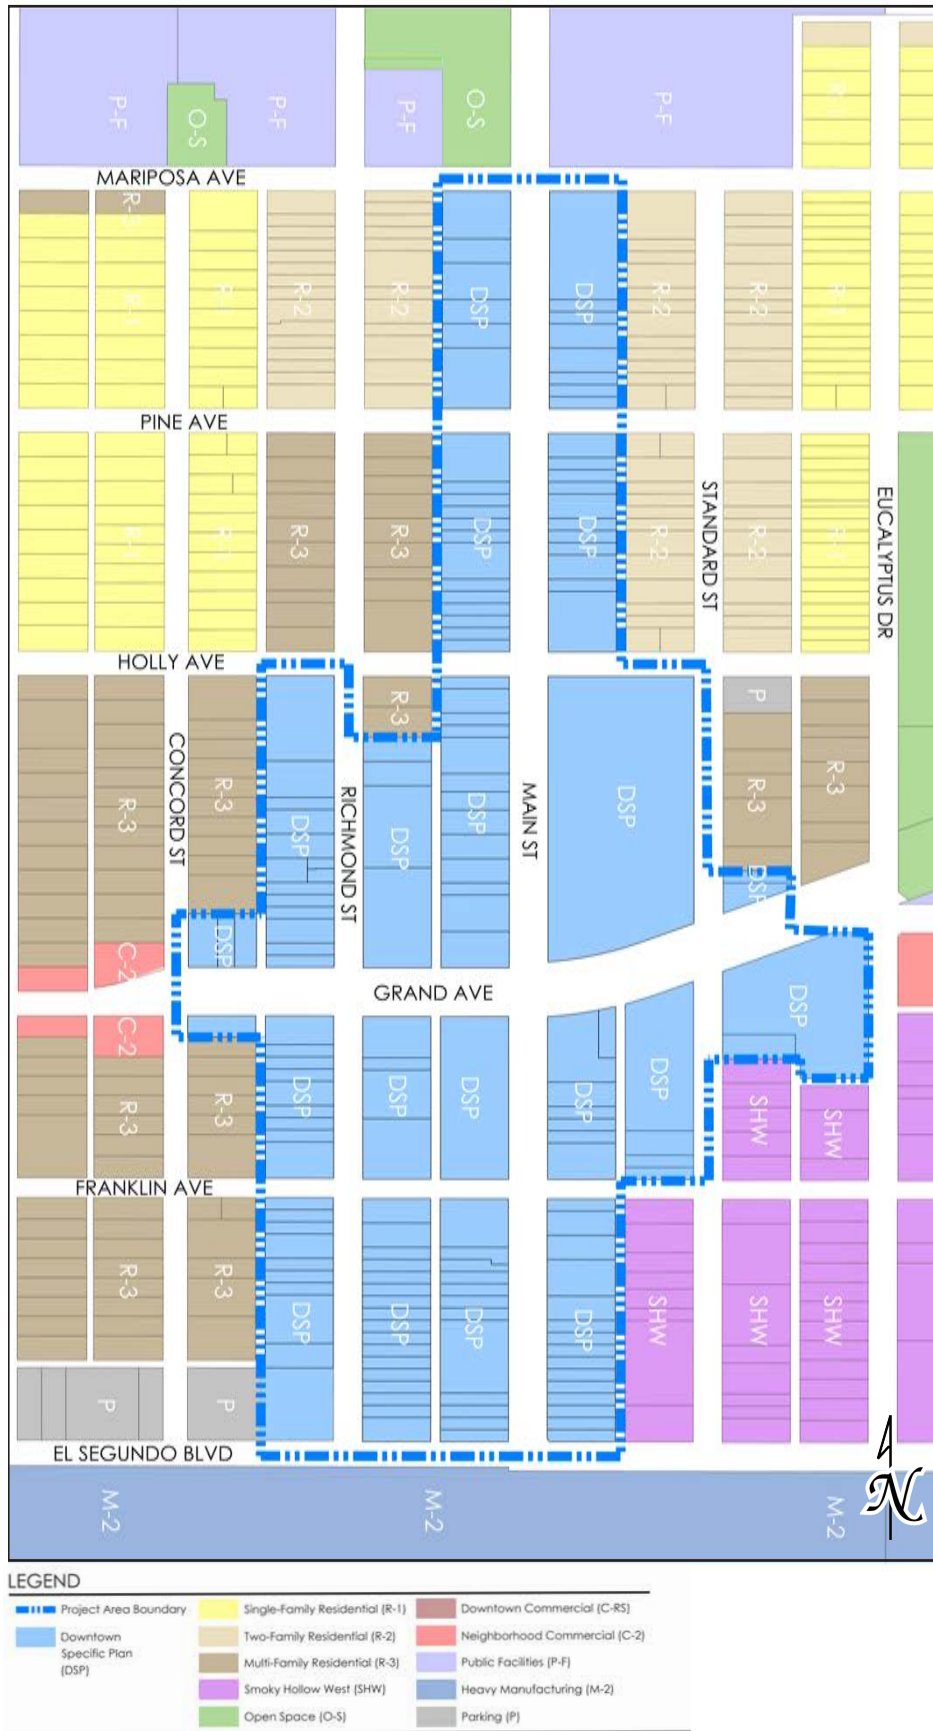 P-F
O-S
P-F
P-F
O-S
P-F
R-1
MARIPOSA AVE
R-3
R-1
R-1
R-2
R-2
DSP
DSP
R-2
R-2
R-1
PINE AVE
R-1
R-1
R-3
R-3
DSP
DSP
R-2
STANDARD ST
R-2
R-1
EUCALYPTUS DR
HOLLY AVE
R-3
CONCORD ST
R-3
DSP
RICHMOND ST
R-3
DSP
DSP
MAIN ST
DSP
P
R-3
R-3
DSP
C-2
DSP
GRAND AVE
DSP
C-2
R-3
R-3
DSP
DSP
DSP
DSP
DSP
SHW
SHW
FRANKLIN AVE
R-3
R-3
DSP
DSP
DSP
DSP
SHW
SHW
SHW
P
P
EL SEGUNDO BLVD
M-2
M-2
M-2
N
LEGEND
Project Area Boundary
Downtown
Specific Plan
(DSP)
Single-Family Residential (R-1)
Two-Family Residential (R-2)
Multi-Family Residential (R-3)
Smoky Hollow West (SHW)
Open Space (O-S)
Downtown Commercial (C-RS)
Neighborhood Commercial (C-2)
Public Facilities (P-F)
Heavy Manufacturing (M-2)
Parking (P)